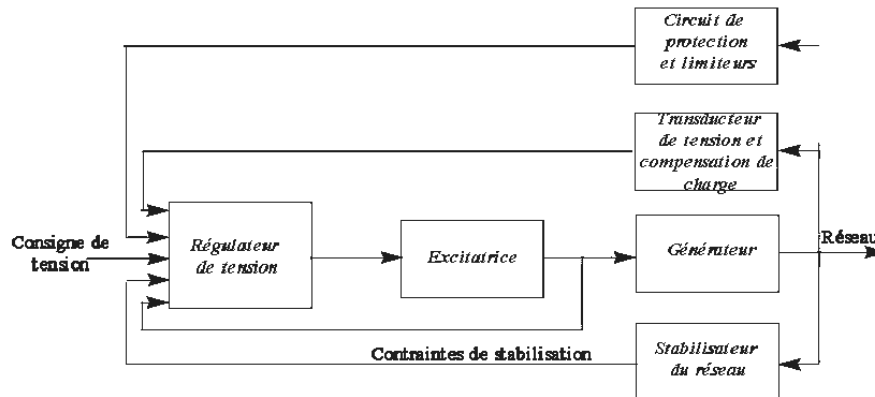 Circuit de
protection
et limiteurs
Transducteur
de tension et
compensation de
charge
Consigne de
tension
Régulateur
de tension
Excitatrice
Générateur
Réseau
Contraintes de stabilisation
Stabilisateur
du réseau